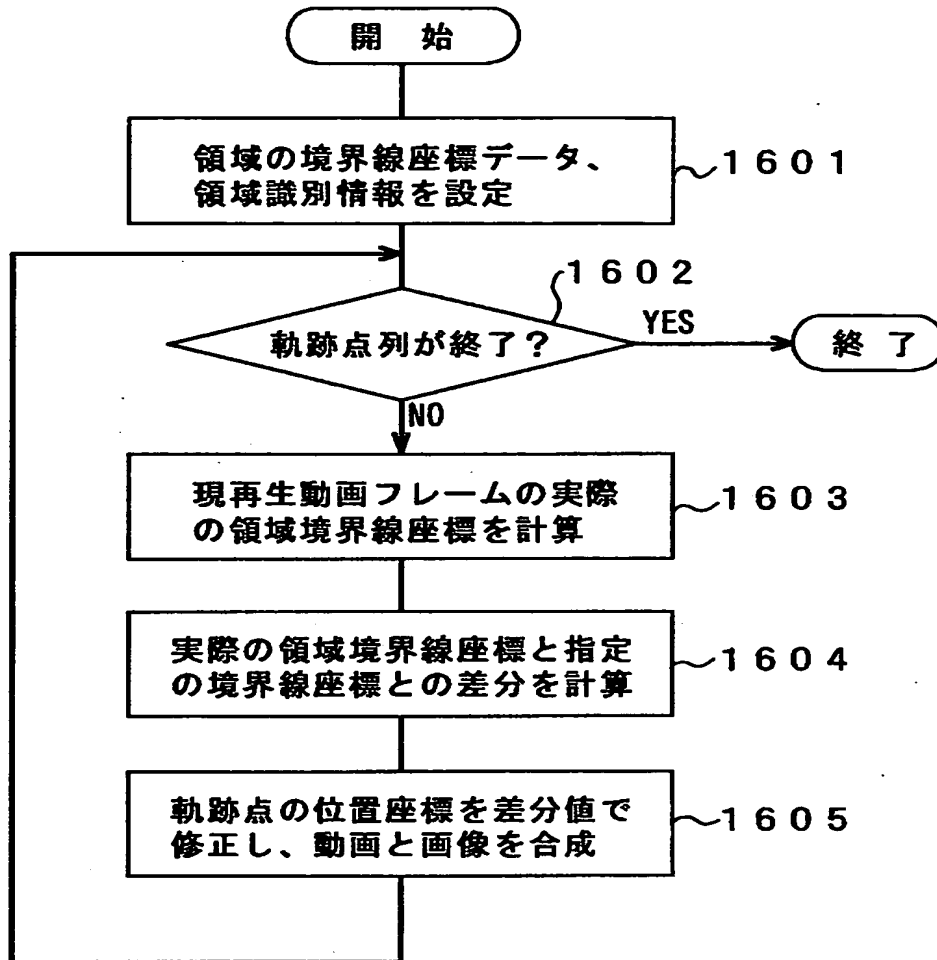 開 始
領域の境界線座標データ、
領域識別情報を設定
1601
1602
軌跡点列が終了？
YES
終 了
NO
現再生動画フレームの実際
の領域境界線座標を計算
1603
実際の領域境界線座標と指定
の境界線座標との差分を計算
1604
軌跡点の位置座標を差分値で
修正し、動画と画像を合成
1605